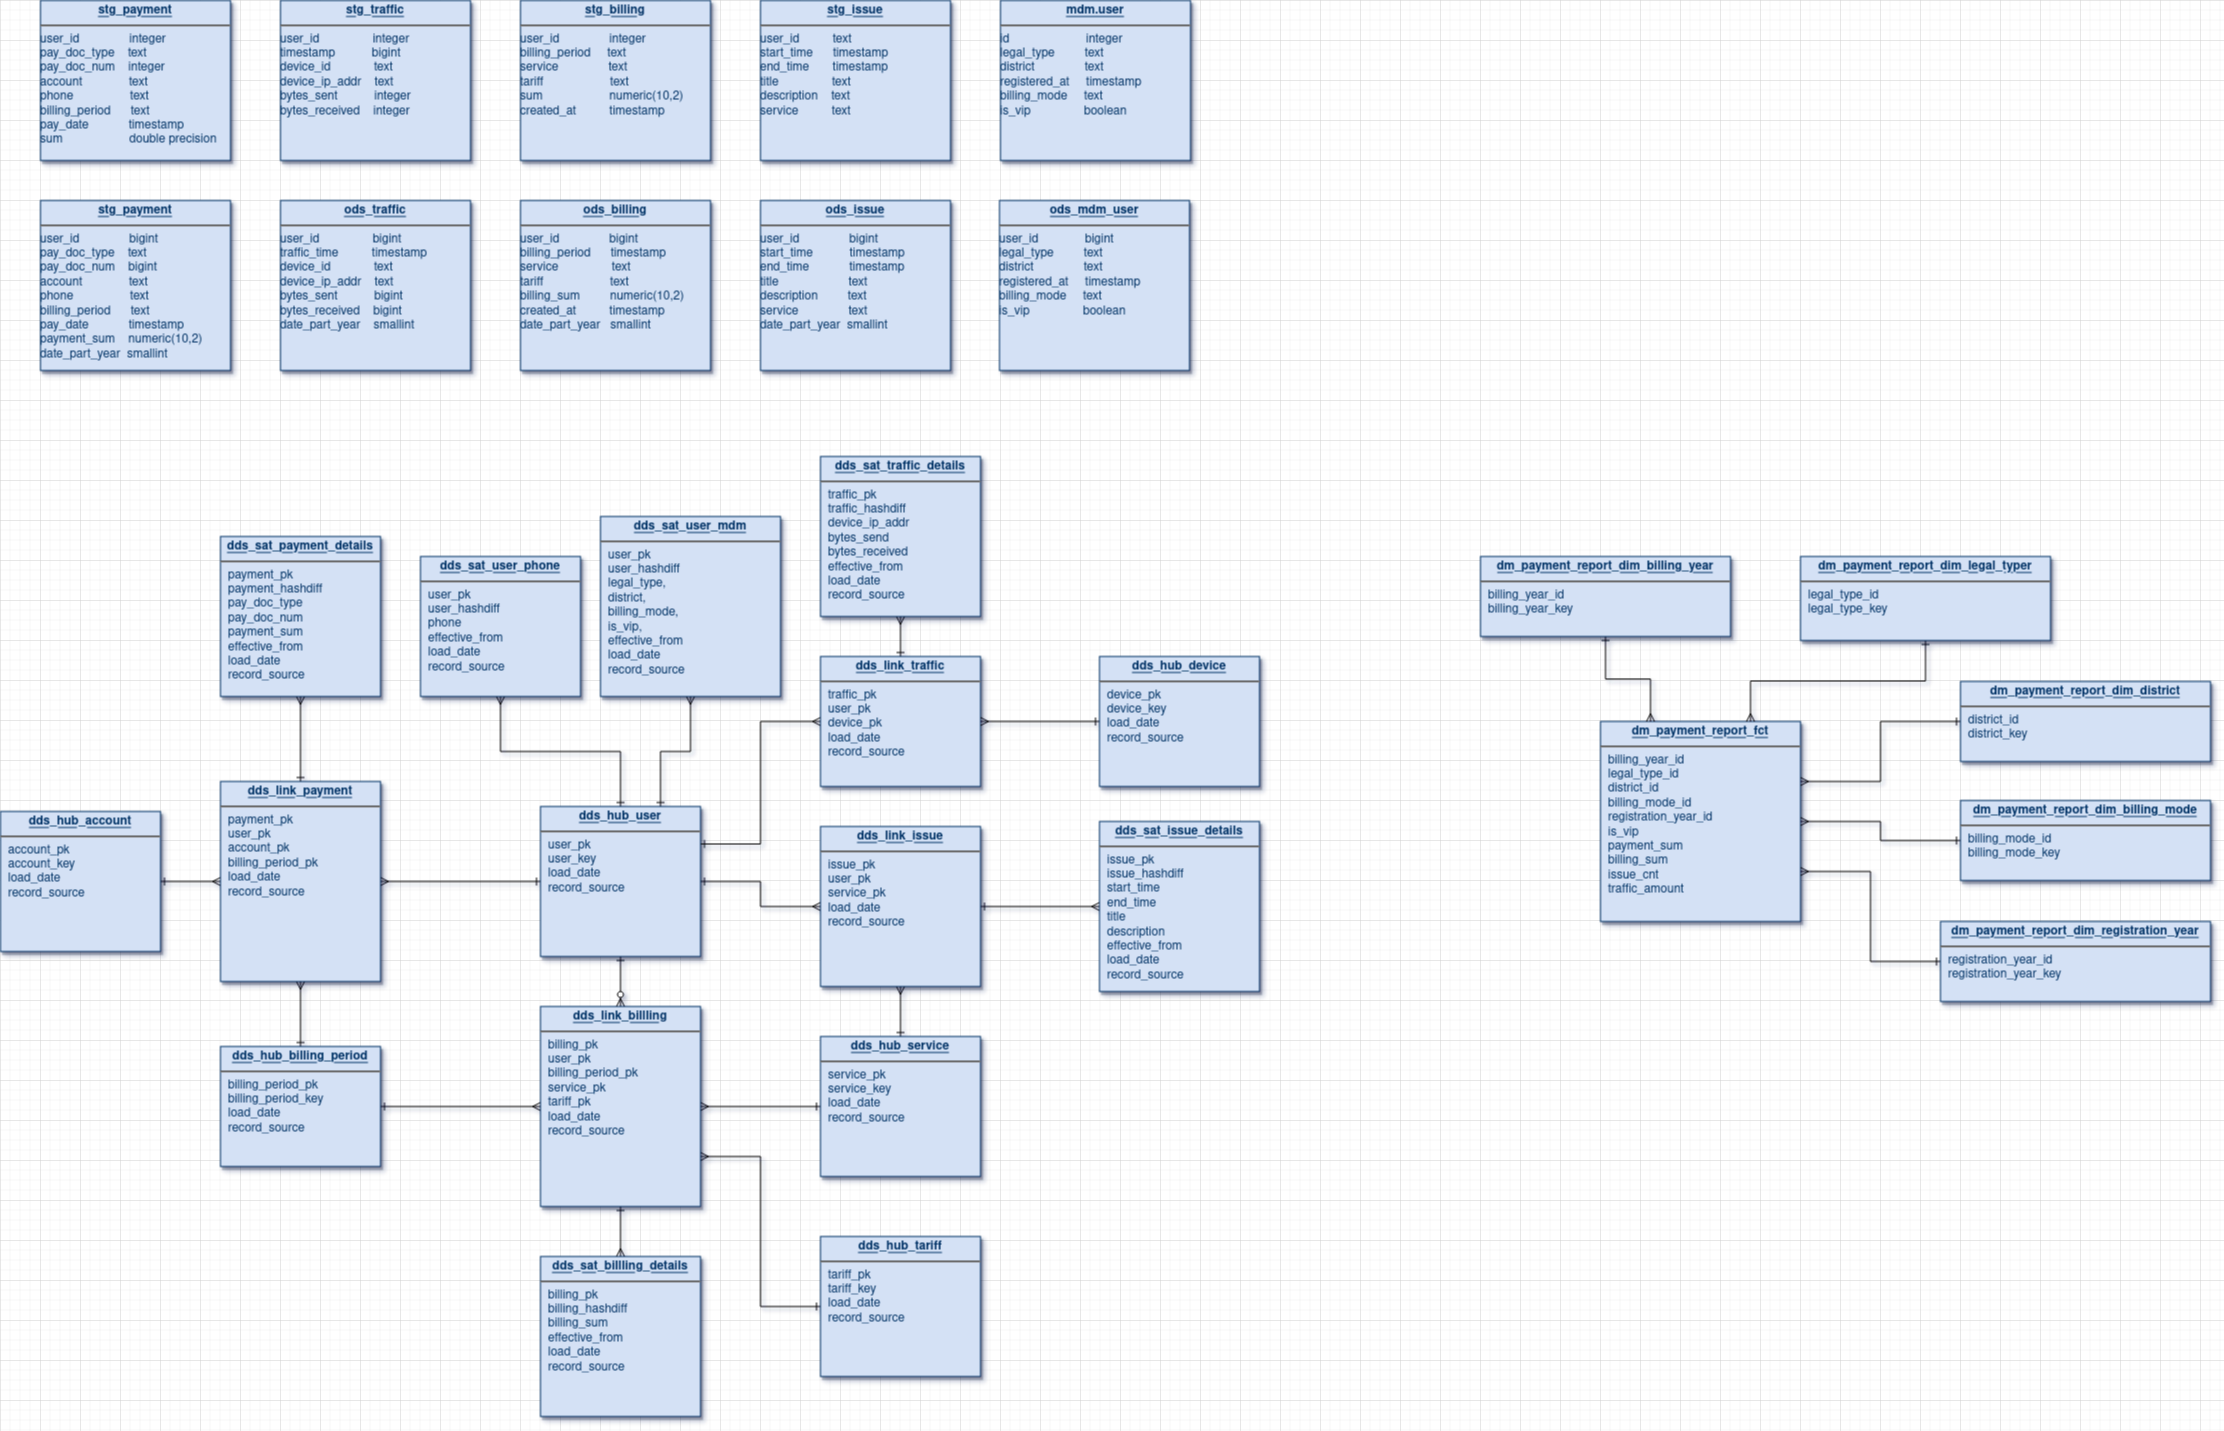 stg_payment
user_id integer
pay_doc_type text
pay_doc_num integer
account text
phone text
billing_period text
pay_date timestamp
sum double precision
stg_traffic
user_id integer
timestamp bigint
device_id text
device_ip_addr text
bytes_sent integer
bytes_received integer
stg_billing
user_id integer
billing_period text
service text
tariff text
sum numeric(10,2)
created_at timestamp
stg_issue
user_id text
start_time timestamp
end_time timestamp
title text
description text
service text
mdm.user
id integer
legal_type text
district text
registered_at timestamp
billing_mode text
is_vip boolean
stg_payment
user_id bigint
pay_doc_type text
pay_doc_num bigint
account text
phone text
billing_period text
pay_date timestamp
payment_sum numeric(10,2)
date_part_year smallint
ods_traffic
user_id bigint
traffic_time timestamp
device_id text
device_ip_addr text
bytes_sent bigint
bytes_received bigint
date_part_year smallint
ods_billing
user_id bigint
billing_period timestamp
service text
tariff text
billing_sum numeric(10,2)
created_at timestamp
date_part_year smallint
ods_issue
user_id bigint
start_time timestamp
end_time timestamp
title text
description text
service text
date_part_year smallint
ods_mdm_user
user_id bigint
legal_type text
district text
registered_at timestamp
billing_mode text
is_vip boolean
dds_sat_traffic_details
traffic_pk
traffic_hashdiff
device_ip_addr
bytes_send
bytes_received
effective_from
load_date
record_source
dds_sat_payment_details
payment_pk
payment_hashdiff
pay_doc_type
pay_doc_num
payment_sum
effective_from
load_date
record_source
dds_sat_user_phone
user_pk
user_hashdiff
phone
effective_from
load_date
record_source
dds_sat_user_mdm
user_pk
user_hashdiff
legal_type,
district,
billing_mode,
is_vip,
effective_from
load_date
record_source
dds_link_traffic
traffic_pk
user_pk
device_pk
load_date
record_source
dds_hub_device
device_pk
device_key
load_date
record_source
dds_hub_account
account_pk
account_key
load_date
record_source
dds_link_payment
payment_pk
user_pk
account_pk
billing_period_pk
load_date
record_source
dds_hub_user
user_pk
user_key
load_date
record_source
dds_link_issue
issue_pk
user_pk
service_pk
load_date
record_source
dds_sat_issue_details
issue_pk
issue_hashdiff
start_time
end_time
title
description
effective_from
load_date
record_source
dds_hub_billing_period
billing_period_pk
billing_period_key
load_date
record_source
dds_link_billling
billing_pk
user_pk
billing_period_pk
service_pk
tariff_pk
load_date
record_source
dds_hub_service
service_pk
service_key
load_date
record_source
dds_sat_billling_details
billing_pk
billing_hashdiff
billing_sum
effective_from
load_date
record_source
dds_hub_tariff
tariff_pk
tariff_key
load_date
record_source
dm_payment_report_dim_billing_year
billing_year_id
billing_year_key
dm_payment_report_dim_legal_typer
legal_type_id
legal_type_key
dm_payment_report_fct
billing_year_id
legal_type_id
district_id
billing_mode_id
registration_year_id
is_vip
payment_sum
billing_sum
issue_cnt
traffic_amount
dm_payment_report_dim_district
district_id
district_key
dm_payment_report_dim_billing_mode
billing_mode_id
billing_mode_key
dm_payment_report_dim_registration_year
registration_year_id
registration_year_key